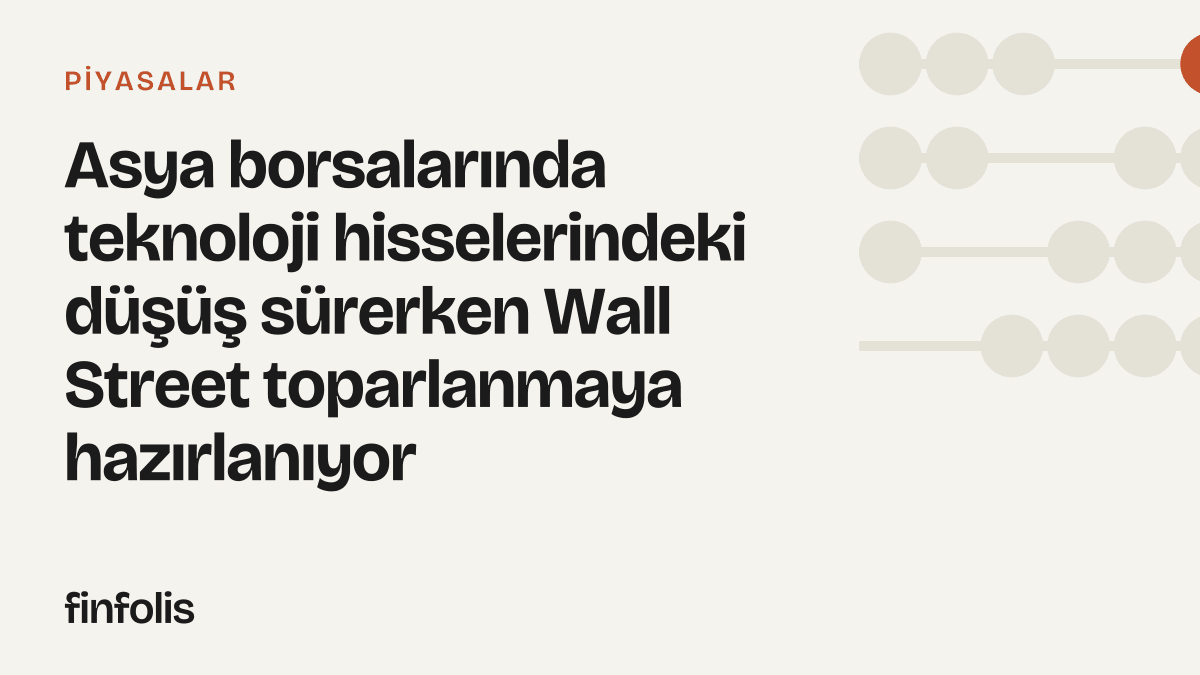 PİYASALAR
Asya borsalarında
teknoloji hisselerindeki
düşüş sürerken Wall
Street toparlanmaya
hazırlanıyor
finfolis